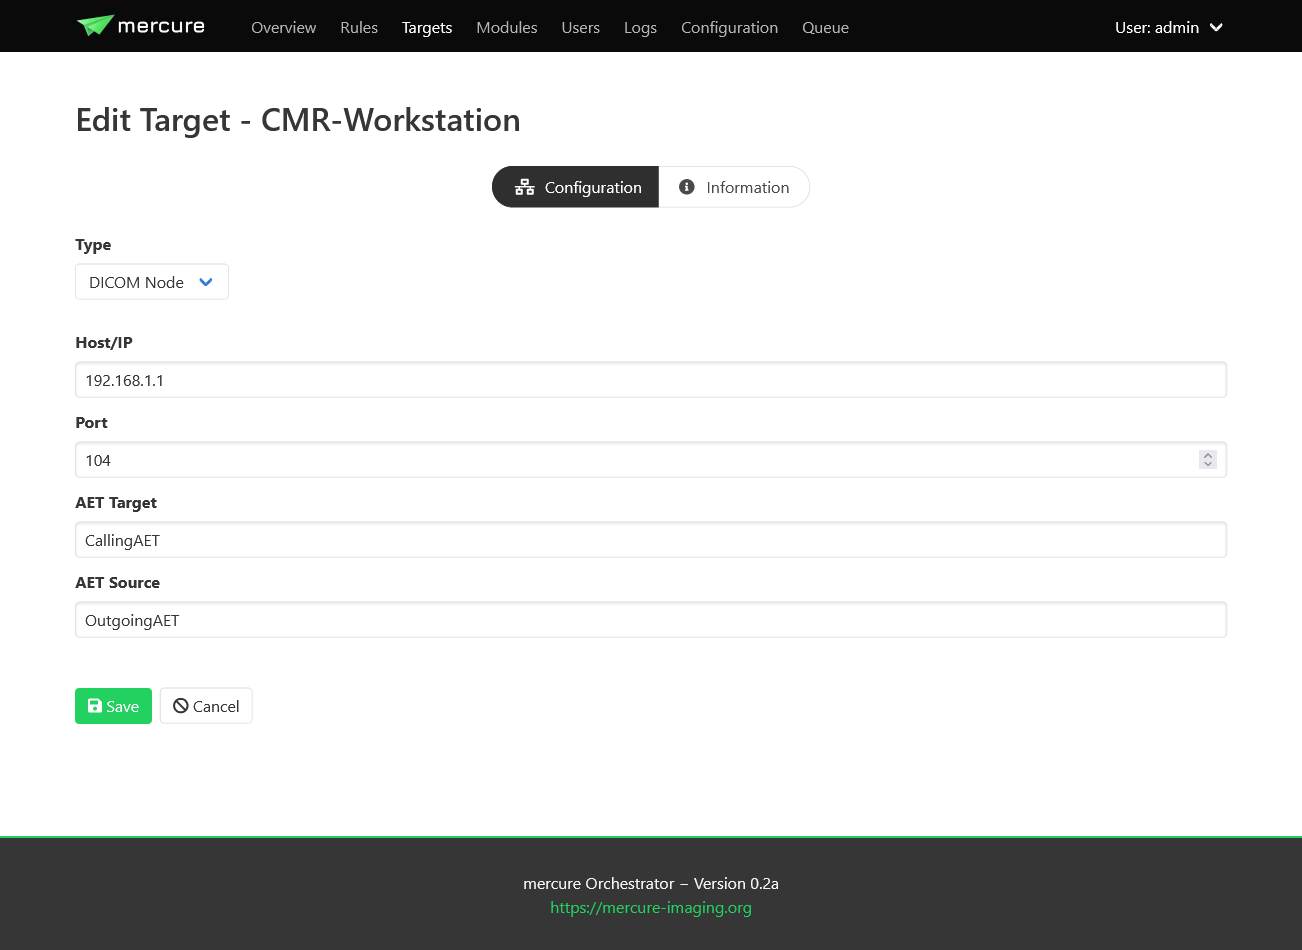 mercure Overview Rules Targets Modules Users Logs Configuration Queue User: admin
Edit Target - CMR-Workstation
Configuration Information
Type
DICOM Node
Host/IP
192.168.1.1
Port
104
AET Target
CallingAET
AET Source
OutgoingAET
Save Cancel
mercure Orchestrator – Version 0.2a
https://mercure-imaging.org